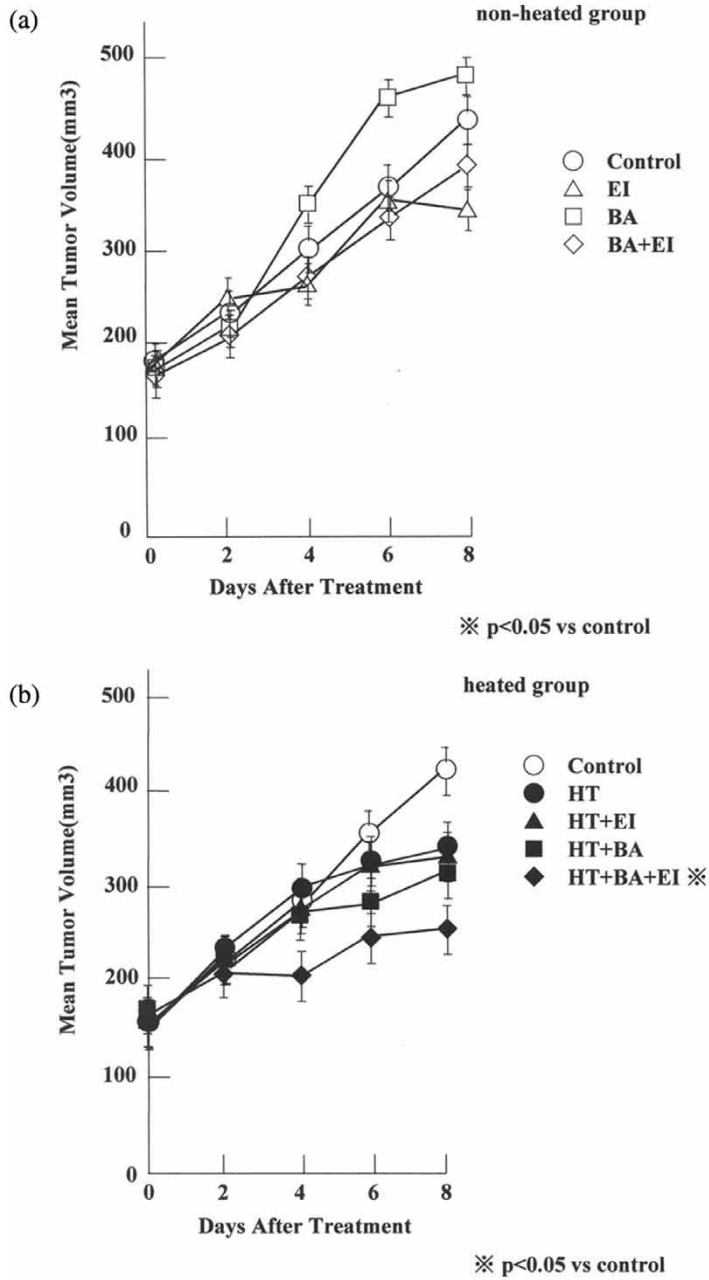 (a)
non-heated group
Mean Tumor Volume(mm3)
500
400
300
200
100
0
0 2 4 6 8
Days After Treatment
Control
EI
BA
BA+EI
※ p<0.05 vs control
(b)
heated group
Mean Tumor Volume(mm3)
500
400
300
200
100
0
0 2 4 6 8
Days After Treatment
Control
HT
HT+EI
HT+BA
HT+BA+EI ※
※ p<0.05 vs control